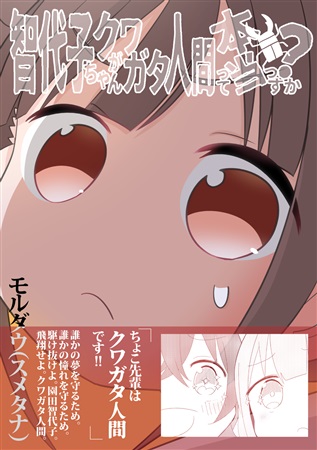 智代子ちゃんがクワガタ人間って本当ですか?
モルダウ(スメタナ)
「ちょこ先輩は
クワガタ人間
です!!」
誰かの夢を守るため。
誰かの憧れを守るため。
駆け抜けよ、園田智代子。
飛翔せよ。クワガタ人間